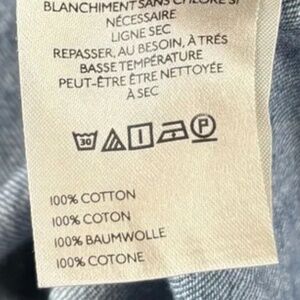 BLANCHIMENT SANS CHLORE SI
NÉCESSAIRE
LIGNE SEC
REPASSER, AU BESOIN, À TRÉS
BASSE TEMPÉRATURE
PEUT-ÊTRE ÊTRE NETTOYÉE
À SEC
30 P
100% COTTON
100% COTON
100% BAUMWOLLE
100% COTONE